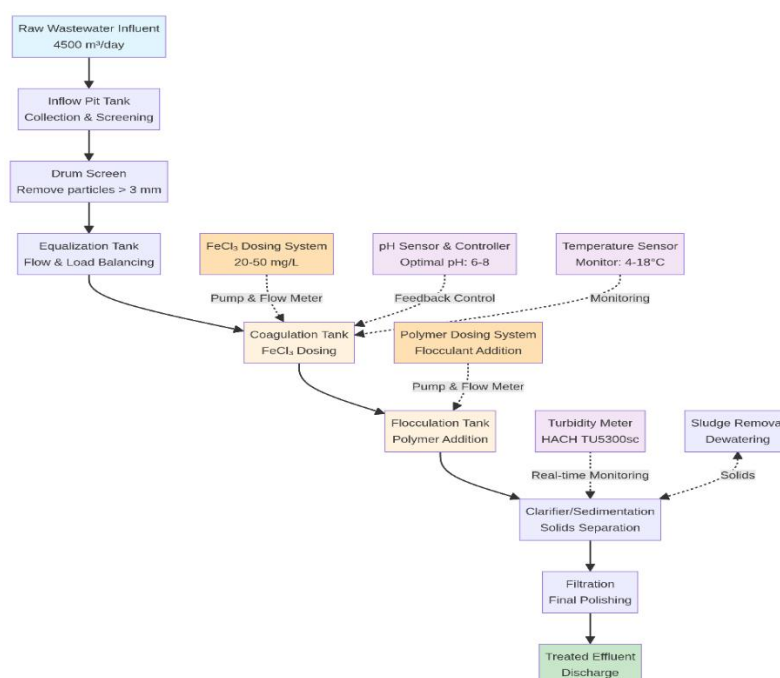 Raw Wastewater Influent
4500 m³/day
Inflow Pit Tank
Collection & Screening
Drum Screen
Remove particles > 3 mm
Equalization Tank
Flow & Load Balancing
FeCl₃ Dosing System
20-50 mg/L
pH Sensor & Controller
Optimal pH: 6-8
Temperature Sensor
Monitor: 4-18°C
Pump & Flow Meter
Feedback Control
Monitoring
Coagulation Tank
FeCl₃ Dosing
Polymer Dosing System
Flocculant Addition
Pump & Flow Meter
Flocculation Tank
Polymer Addition
Turbidity Meter
HACH TU5300sc
Sludge Remova
Dewatering
Real-time Monitoring
Solids
Clarifier/Sedimentation
Solids Separation
Filtration
Final Polishing
Treated Effluent
Discharge